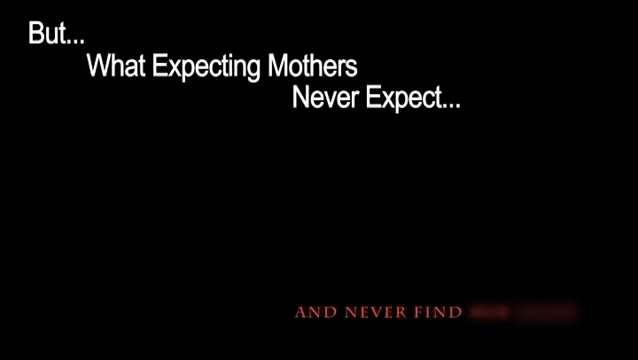 But...
What Expecting Mothers
Never Expect...
AND NEVER FIND